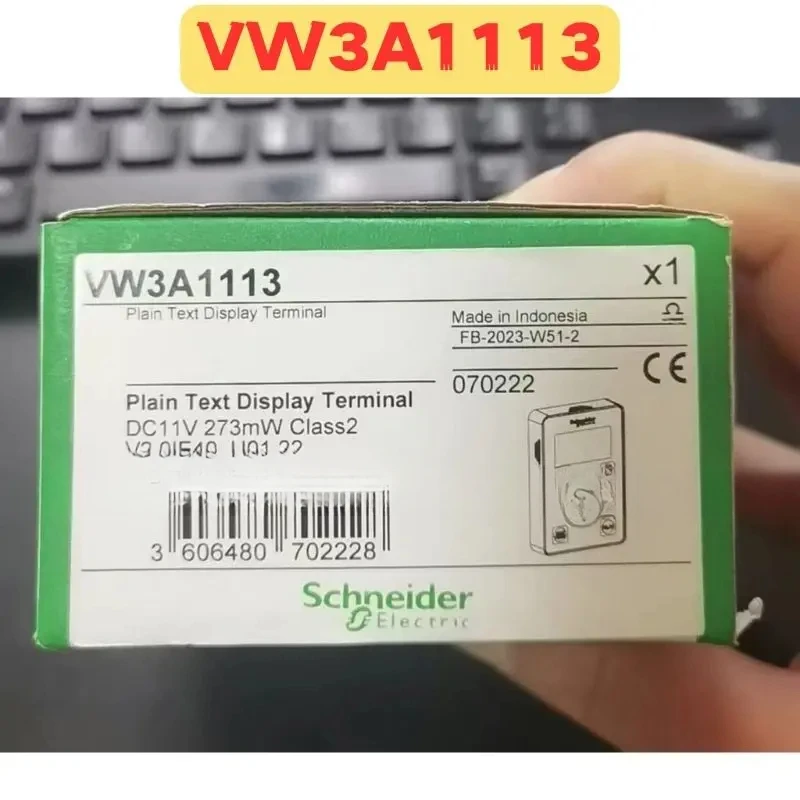 VW3A1113
VW3A1113
x1
Plain Text Display Terminal
Made in Indonesia
FB-2023-W51-2
070222
Plain Text Display Terminal
DC11V 273mW Class2
CE
3 606480 702228
Schneider
Electric